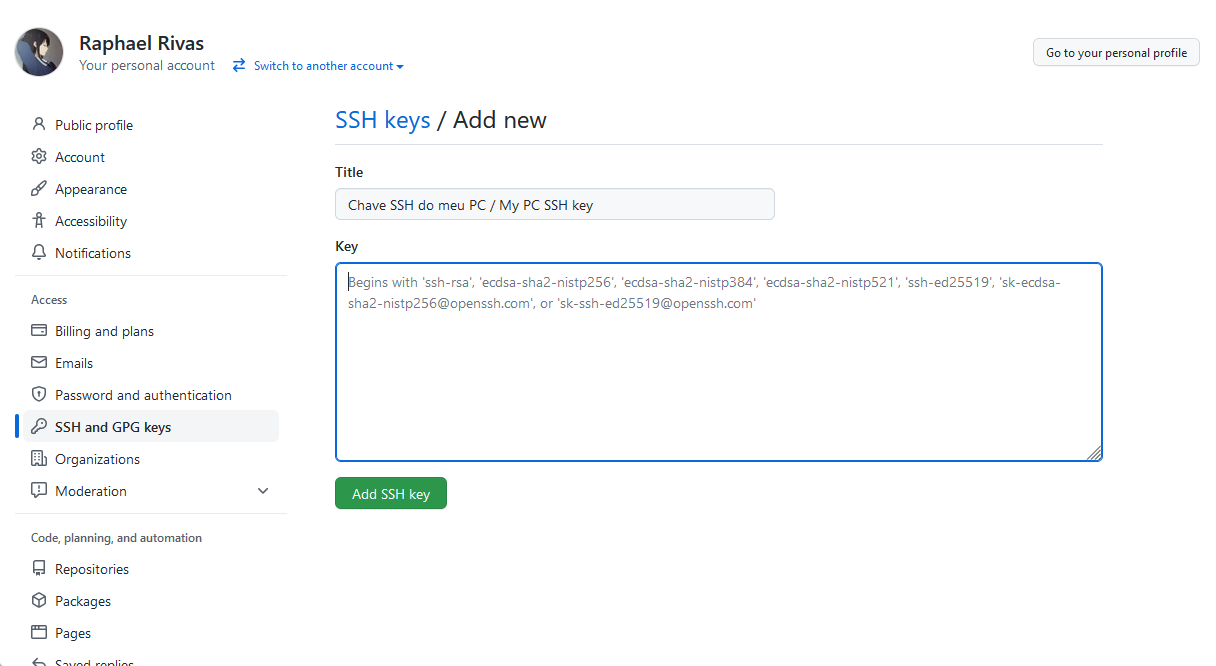 Raphael Rivas
Your personal account Switch to another account
Go to your personal profile
Public profile
Account
Appearance
Accessibility
Notifications
Access
Billing and plans
Emails
Password and authentication
SSH and GPG keys
Organizations
Moderation
Code, planning, and automation
Repositories
Packages
Pages
Saved replies
SSH keys / Add new
Title
Chave SSH do meu PC / My PC SSH key
Key
Begins with 'ssh-rsa', 'ecdsa-sha2-nistp256', 'ecdsa-sha2-nistp384', 'ecdsa-sha2-nistp521', 'ssh-ed25519', 'sk-ecdsa-
sha2-nistp256@openssh.com', or 'sk-ssh-ed25519@openssh.com'
Add SSH key